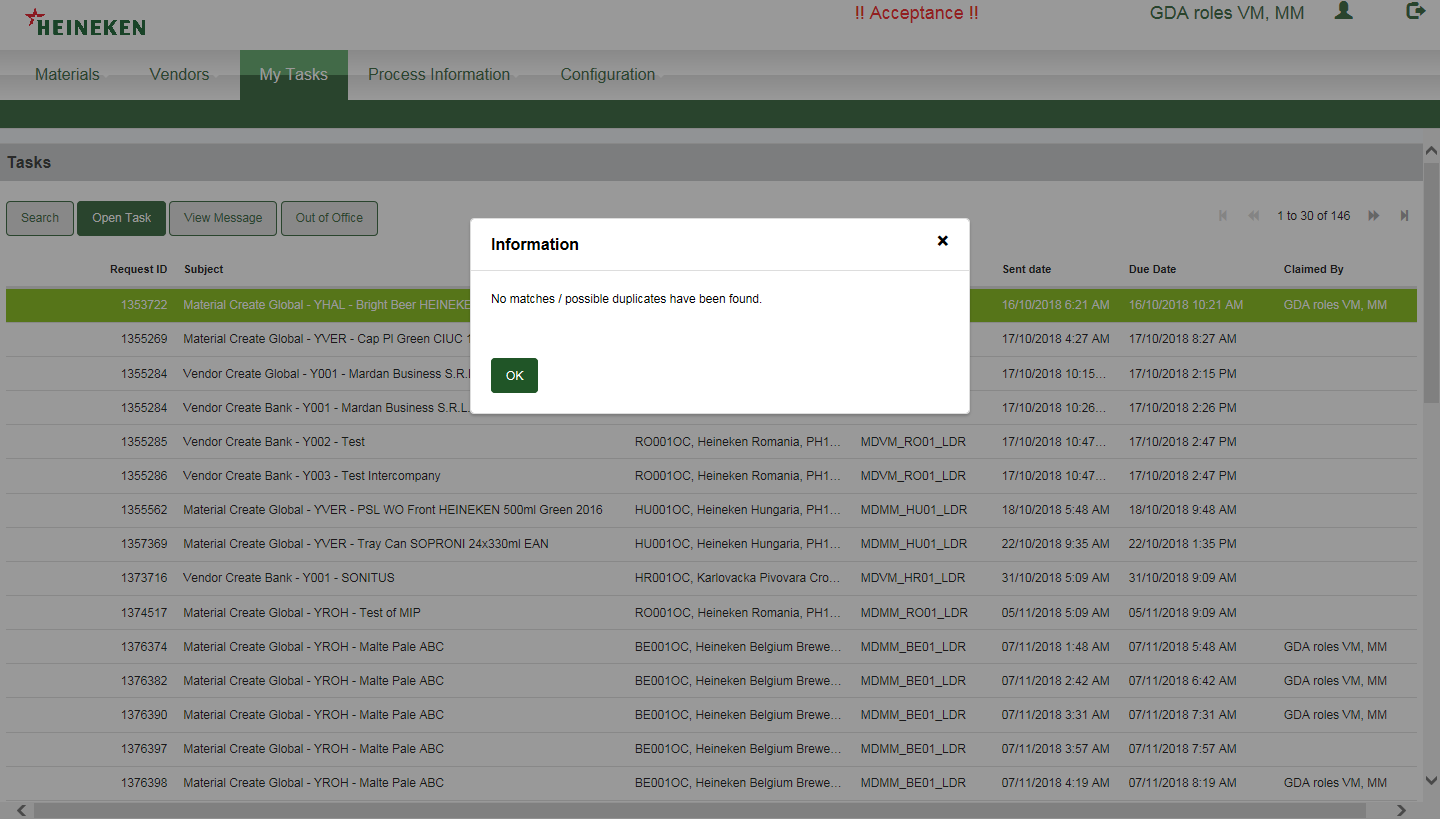 HEINEKEN
!! Acceptance !!
GDA roles VM, MM
Materials Vendors My Tasks Process Information Configuration
Tasks
Search Open Task View Message Out of Office
1 to 30 of 146
Information
No matches / possible duplicates have been found.
OK
Request ID Subject Sent date Due Date Claimed By
1353722 Material Create Global - YHAL - Bright Beer HEINEKE 16/10/2018 6:21 AM 16/10/2018 10:21 AM GDA roles VM, MM
1355269 Material Create Global - YVER - Cap Pl Green CIUC 17/10/2018 4:27 AM 17/10/2018 8:27 AM
1355284 Vendor Create Global - Y001 - Mardan Business S.R. 17/10/2018 10:15... 17/10/2018 2:15 PM
1355284 Vendor Create Bank - Y001 - Mardan Business S.R.L. 17/10/2018 10:26... 17/10/2018 2:26 PM
1355285 Vendor Create Bank - Y002 - Test RO001OC, Heineken Romania, PH1... MDVM_RO01_LDR 17/10/2018 10:47... 17/10/2018 2:47 PM
1355286 Vendor Create Bank - Y003 - Test Intercompany RO001OC, Heineken Romania, PH1... MDVM_RO01_LDR 17/10/2018 10:47... 17/10/2018 2:47 PM
1355562 Material Create Global - YVER - PSL WO Front HEINEKEN 500ml Green 2016 HU001OC, Heineken Hungaria, PH1... MDMM_HU01_LDR 18/10/2018 5:48 AM 18/10/2018 9:48 AM
1357369 Material Create Global - YVER - Tray Can SOPRONI 24x330ml EAN HU001OC, Heineken Hungaria, PH1... MDMM_HU01_LDR 22/10/2018 9:35 AM 22/10/2018 1:35 PM
1373716 Vendor Create Bank - Y001 - SONITUS HR001OC, Karlovacka Pivovara Cro... MDVM_HR01_LDR 31/10/2018 5:09 AM 31/10/2018 9:09 AM
1374517 Material Create Global - YROH - Test of MIP RO001OC, Heineken Romania, PH1... MDMM_RO01_LDR 05/11/2018 5:09 AM 05/11/2018 9:09 AM
1376374 Material Create Global - YROH - Malte Pale ABC BE001OC, Heineken Belgium Brewe... MDMM_BE01_LDR 07/11/2018 1:48 AM 07/11/2018 5:48 AM GDA roles VM, MM
1376382 Material Create Global - YROH - Malte Pale ABC BE001OC, Heineken Belgium Brewe... MDMM_BE01_LDR 07/11/2018 2:42 AM 07/11/2018 6:42 AM GDA roles VM, MM
1376390 Material Create Global - YROH - Malte Pale ABC BE001OC, Heineken Belgium Brewe... MDMM_BE01_LDR 07/11/2018 3:31 AM 07/11/2018 7:31 AM GDA roles VM, MM
1376397 Material Create Global - YROH - Malte Pale ABC BE001OC, Heineken Belgium Brewe... MDMM_BE01_LDR 07/11/2018 3:57 AM 07/11/2018 7:57 AM
1376398 Material Create Global - YROH - Malte Pale ABC BE001OC, Heineken Belgium Brewe... MDMM_BE01_LDR 07/11/2018 4:19 AM 07/11/2018 8:19 AM GDA roles VM, MM